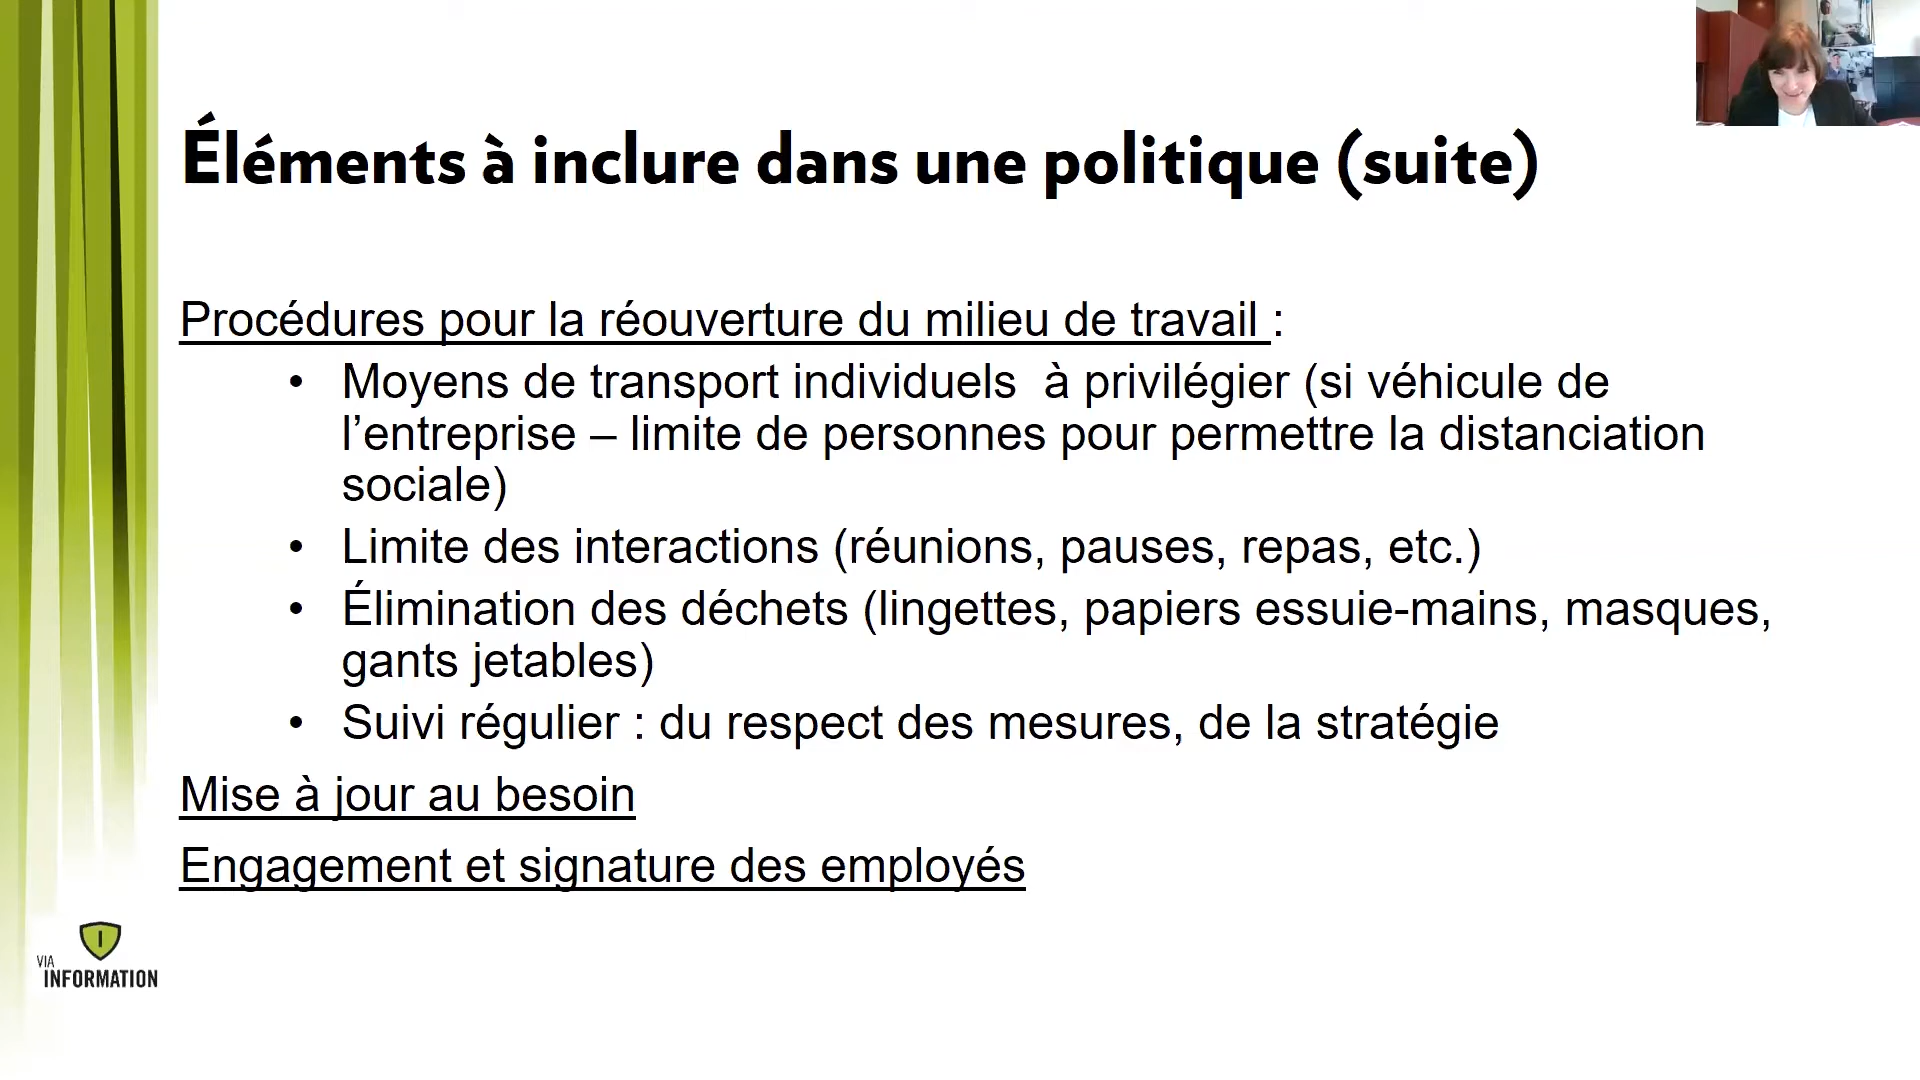 Éléments à inclure dans une politique (suite)
Procédures pour la réouverture du milieu de travail :
• Moyens de transport individuels  à privilégier (si véhicule de
l’entreprise – limite de personnes pour permettre la distanciation
sociale)
• Limite des interactions (réunions, pauses, repas, etc.)
• Élimination des déchets (lingettes, papiers essuie-mains, masques,
gants jetables)
• Suivi régulier : du respect des mesures, de la stratégie
Mise à jour au besoin
Engagement et signature des employés
I
VIA
INFORMATION